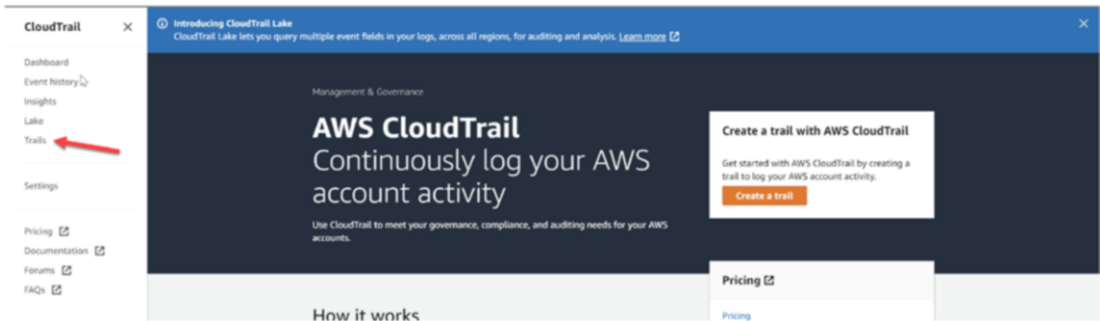 CloudTrail
Dashboard
Event history
Insights
Lake
Trails
Settings
Pricing
Documentation
Forums
FAQs
Introducing CloudTrail Lake
CloudTrail Lake lets you query multiple event fields in your logs, across all regions, for auditing and analysis. Learn more
Management & Governance
AWS CloudTrail
Continuously log your AWS
account activity
Use CloudTrail to meet your governance, compliance, and auditing needs for your AWS
accounts.
Create a trail with AWS CloudTrail
Get started with AWS CloudTrail by creating a
trail to log your AWS account activity.
Create a trail
How it works
Pricing
Pricing